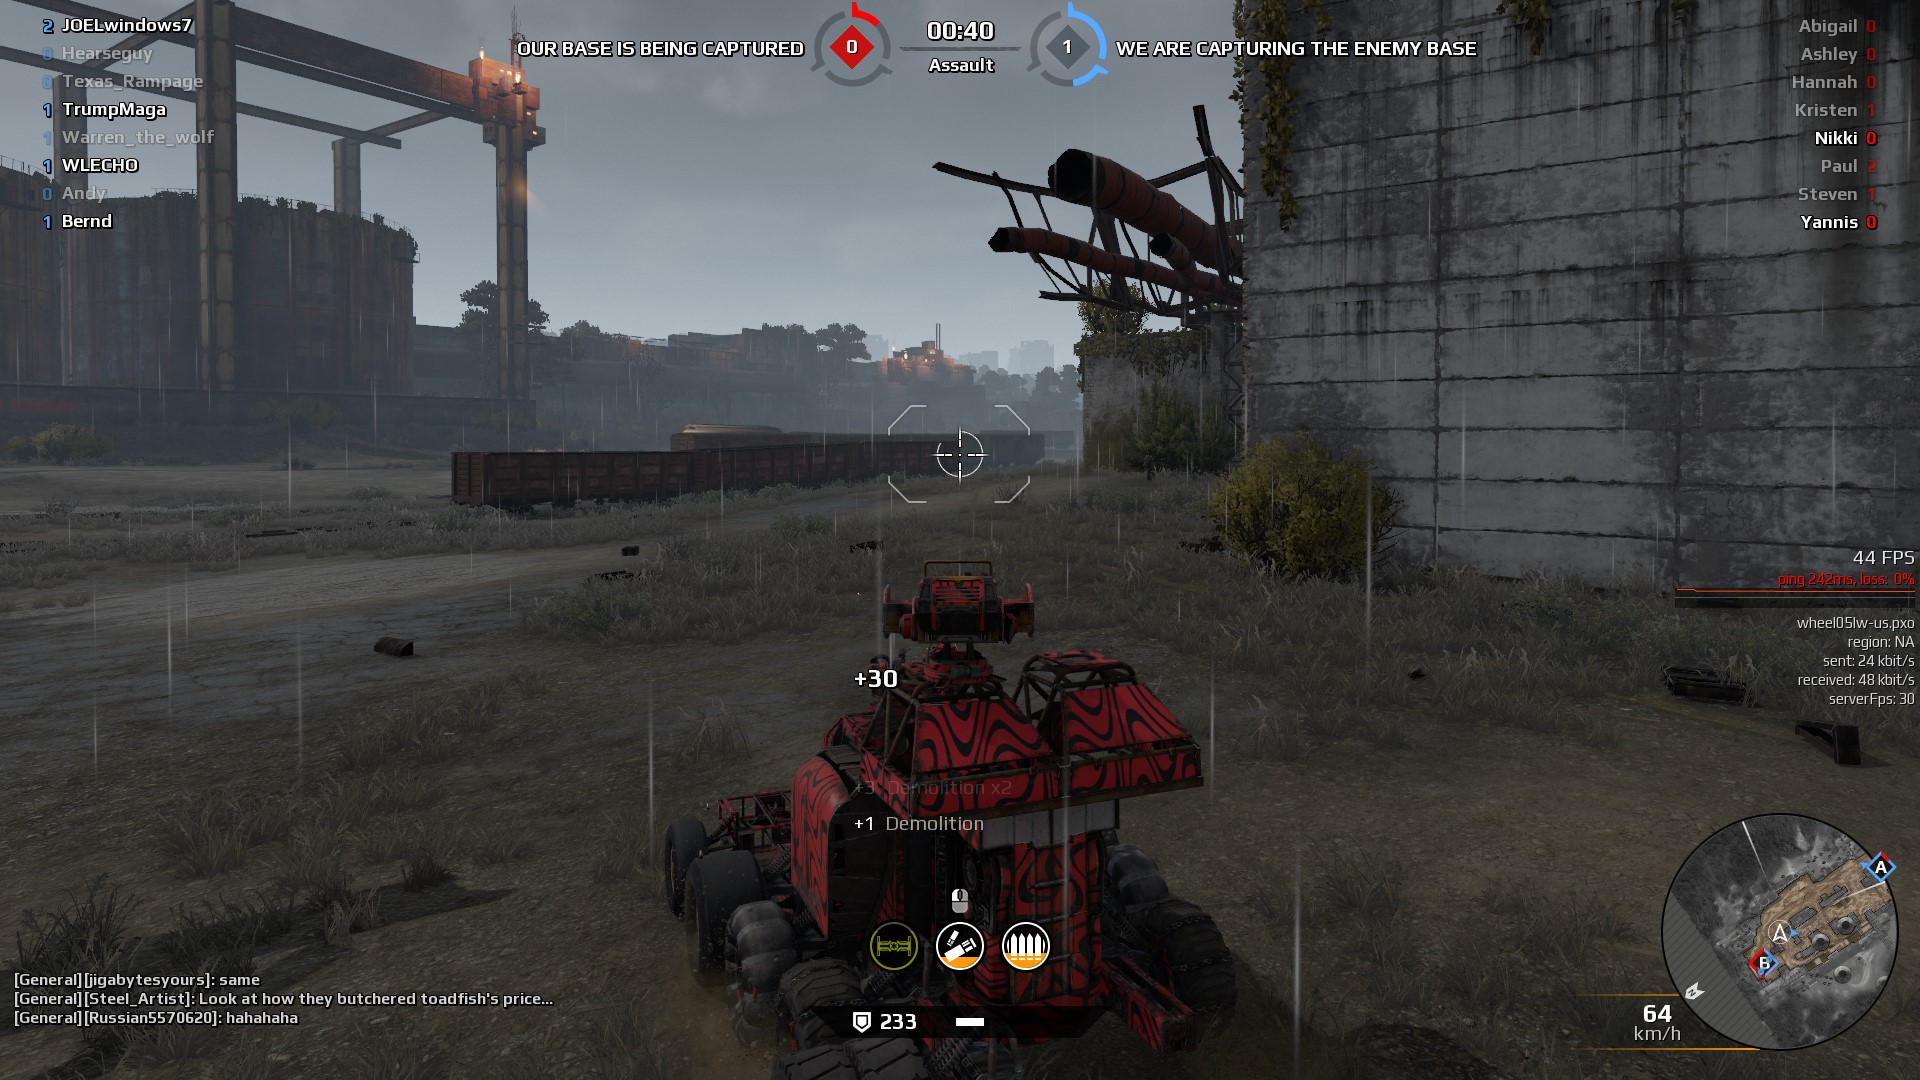 2 JOELwindows7
0 Hearseguy
0 Texas_Rampage
1 TrumpMaga
1 Warren_the_wolf
1 WLECHO
0 Andy
1 Bernd
OUR BASE IS BEING CAPTURED
0
00:40
Assault
1
WE ARE CAPTURING THE ENEMY BASE
Abigail 0
Ashley 0
Hannah 0
Kristen 1
Nikki 0
Paul 2
Steven 1
Yannis 0
44 FPS
ping 242ms, loss: 0%
wheel05lw-us.pxo
region: NA
sent: 24 kbit/s
received: 48 kbit/s
serverFps: 30
+30
+3 Demolition x2
+1 Demolition
A
A
B
[General][jigabytesyours]: same
[General][Steel_Artist]: Look at how they butchered toadfish's price...
[General][Russian5570620]: hahahaha
233
64
km/h